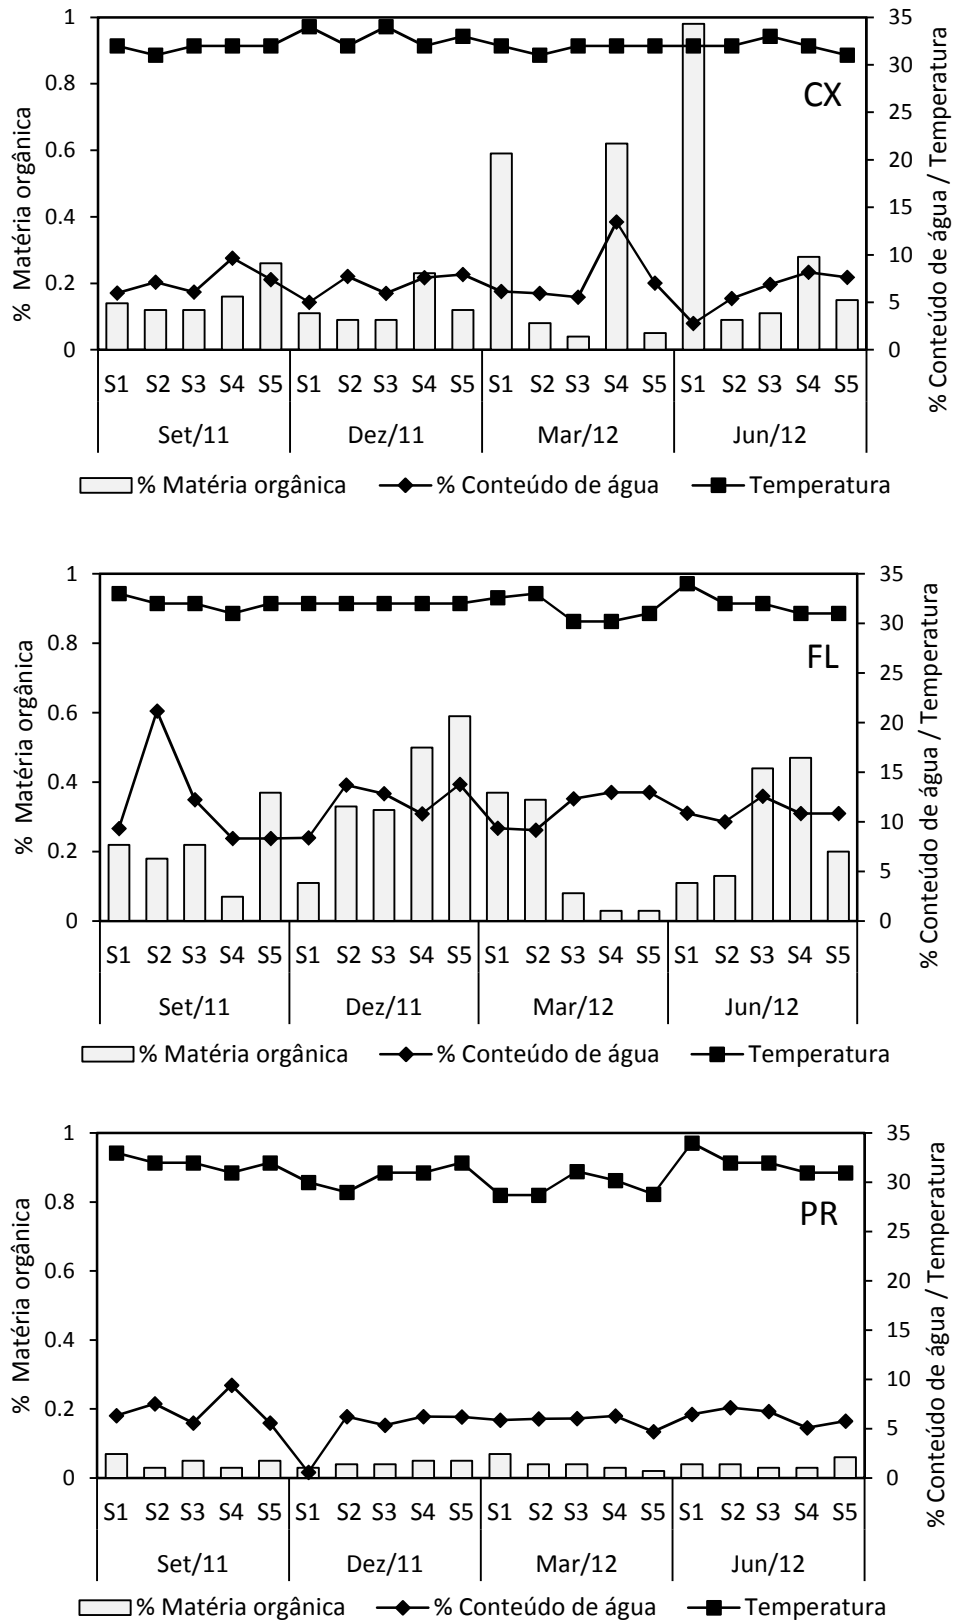 1
0.8
0.6
0.4
0.2
0
% Matéria orgânica
35
30
25
20
15
10
5
0
% Conteúdo de água / Temperatura
CX
S1 S2 S3 S4 S5 S1 S2 S3 S4 S5 S1 S2 S3 S4 S5 S1 S2 S3 S4 S5
Set/11 Dez/11 Mar/12 Jun/12
% Matéria orgânica % Conteúdo de água Temperatura
1
0.8
0.6
0.4
0.2
0
% Matéria orgânica
35
30
25
20
15
10
5
0
% Conteúdo de água / Temperatura
FL
S1 S2 S3 S4 S5 S1 S2 S3 S4 S5 S1 S2 S3 S4 S5 S1 S2 S3 S4 S5
Set/11 Dez/11 Mar/12 Jun/12
% Matéria orgânica % Conteúdo de água Temperatura
1
0.8
0.6
0.4
0.2
0
% Matéria orgânica
35
30
25
20
15
10
5
0
% Conteúdo de água / Temperatura
PR
S1 S2 S3 S4 S5 S1 S2 S3 S4 S5 S1 S2 S3 S4 S5 S1 S2 S3 S4 S5
Set/11 Dez/11 Mar/12 Jun/12
% Matéria orgânica % Conteúdo de água Temperatura